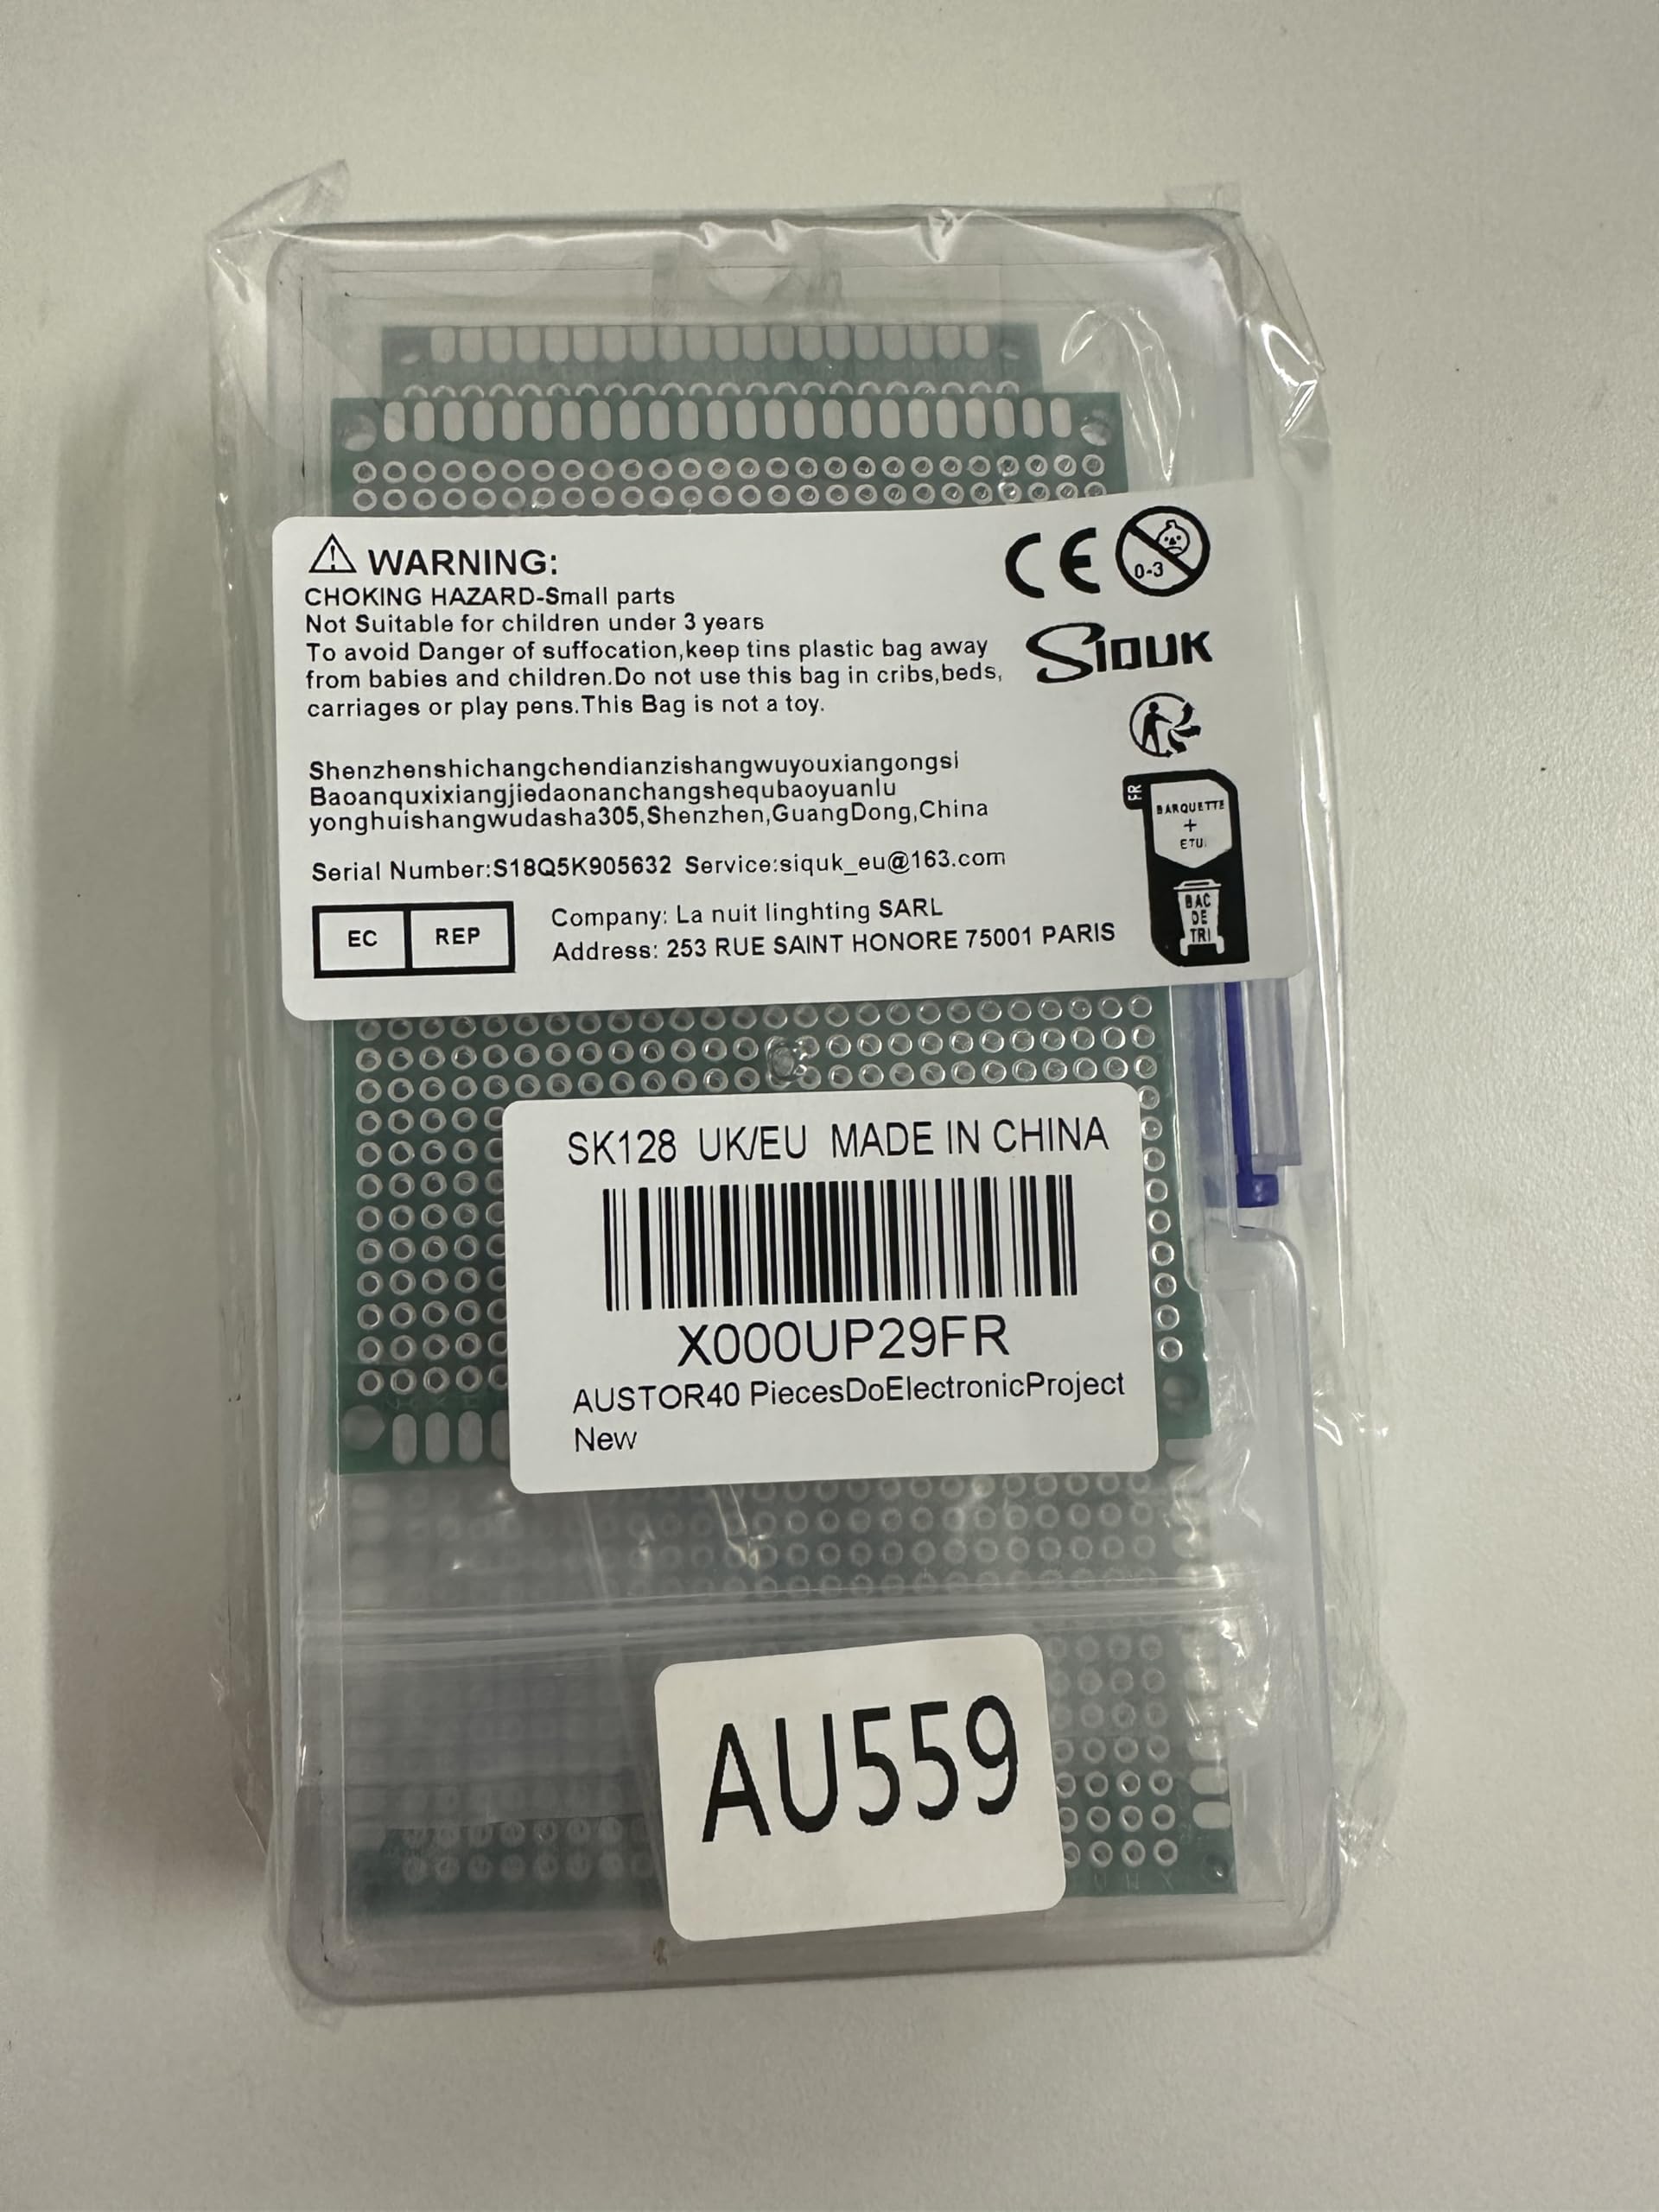 WARNING:
CHOKING HAZARD-Small parts
Not Suitable for children under 3 years
To avoid Danger of suffocation,keep tins plastic bag away
from babies and children.Do not use this bag in cribs,beds,
carriages or play pens.This Bag is not a toy.
CE
0-3
SIQUK
Shenzhenshichangchendianzishangwuyouxiangongsi
Baoanquxixiangjiedaonanchangshequbaoyuanlu
yonghuishangwudasha305,Shenzhen,GuangDong,China
Serial Number:S18Q5K905632 Service:siquk_eu@163.com
EC REP
Company: La nuit linghting SARL
Address: 253 RUE SAINT HONORE 75001 PARIS
FR
BARQUETTE
+
ETU
BAC
DE
TRI
SK128 UK/EU MADE IN CHINA
X000UP29FR
AUSTOR40 PiecesDoElectronicProject
New
AU559